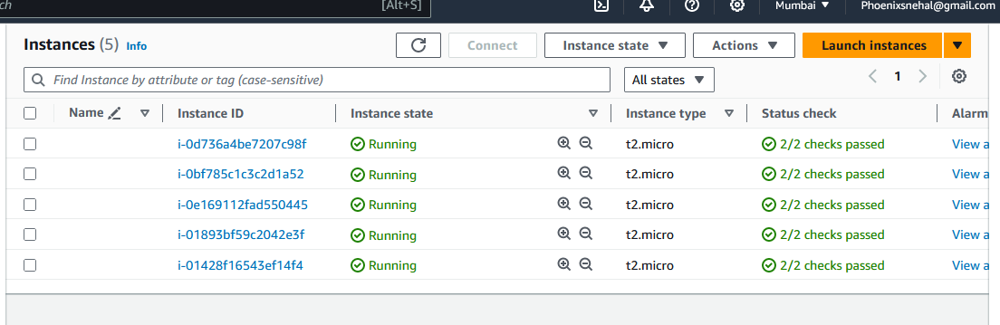 ch [Alt+S] Mumbai Phoenixsnehal@gmail.com
Instances (5) Info Connect Instance state Actions Launch instances
Find Instance by attribute or tag (case-sensitive) All states 1
Name Instance ID Instance state Instance type Status check Alarm
i-0d736a4be7207c98f Running t2.micro 2/2 checks passed View a
i-0bf785c1c3c2d1a52 Running t2.micro 2/2 checks passed View a
i-0e169112fad550445 Running t2.micro 2/2 checks passed View a
i-01893bf59c2042e3f Running t2.micro 2/2 checks passed View a
i-01428f16543ef14f4 Running t2.micro 2/2 checks passed View a